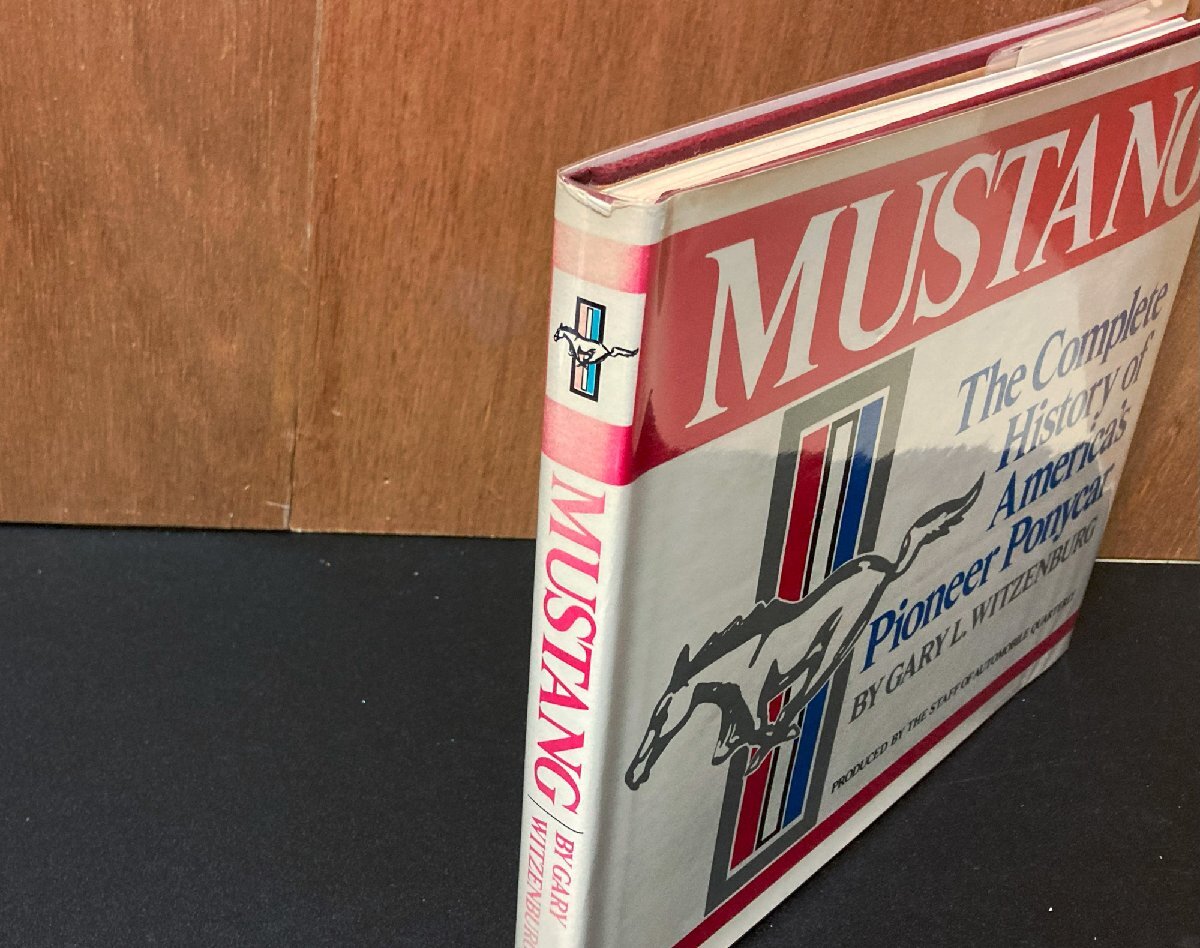 MUSTANG
The Complete
History of
America's
Pioneer Ponycar
BY GARY L. WITZENBURG
PRODUCED BY THE STAFF OF AUTOMOBILE QUARTERLY
MUSTANG
BY GARY
WITZENBURG